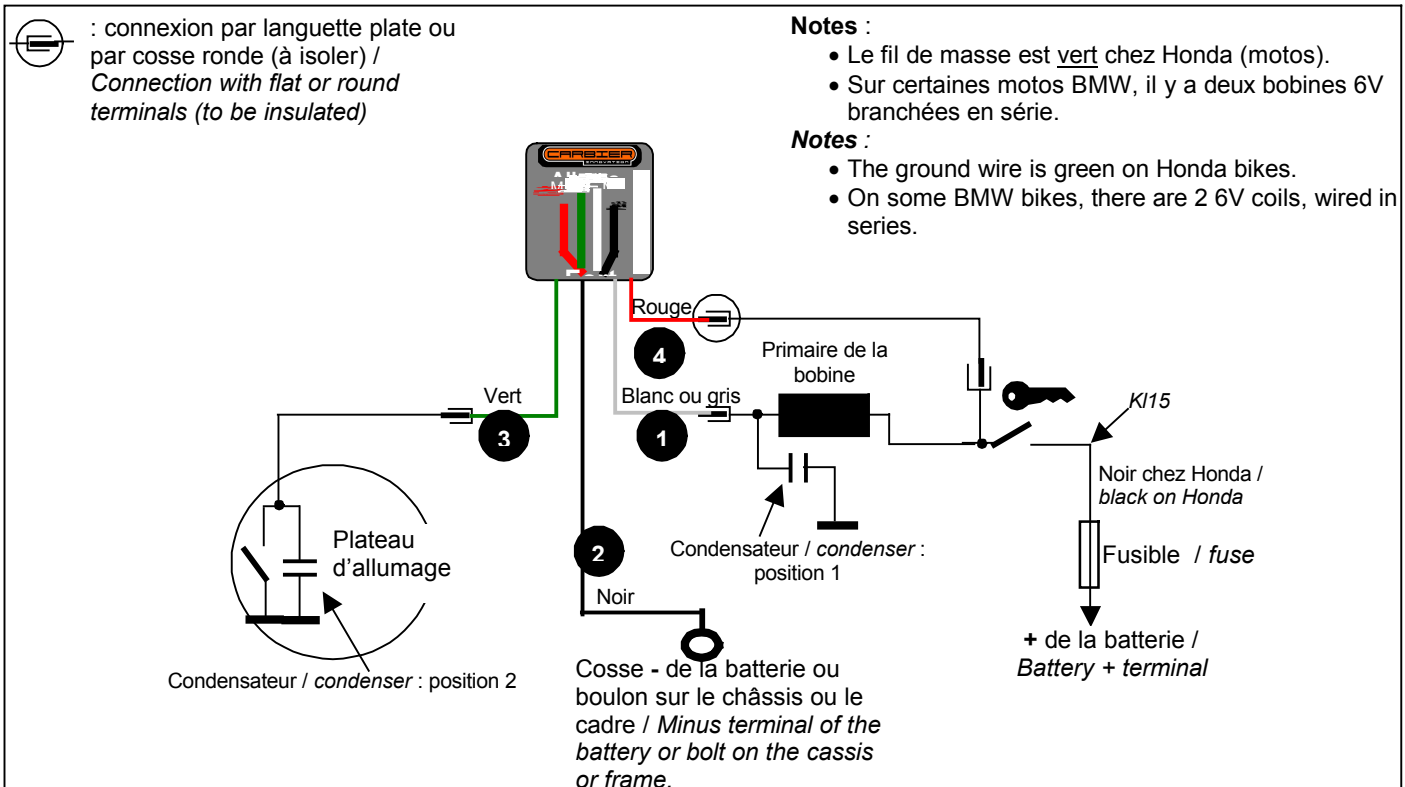 : connexion par languette plate ou
par cosse ronde (à isoler) /
Connection with flat or round
terminals (to be insulated)
Notes :
• Le fil de masse est vert chez Honda (motos).
• Sur certaines motos BMW, il y a deux bobines 6V
branchées en série.
Notes :
• The ground wire is green on Honda bikes.
• On some BMW bikes, there are 2 6V coils, wired in
series.
Rouge
4
Primaire de la
bobine
Vert
3
Blanc ou gris
1
Kl15
Noir chez Honda /
black on Honda
Plateau
d'allumage
2
Condensateur / condenser :
position 1
Fusible / fuse
Noir
+ de la batterie /
Battery + terminal
Condensateur / condenser : position 2
Cosse - de la batterie ou
boulon sur le châssis ou le
cadre / Minus terminal of the
battery or bolt on the cassis
or frame.